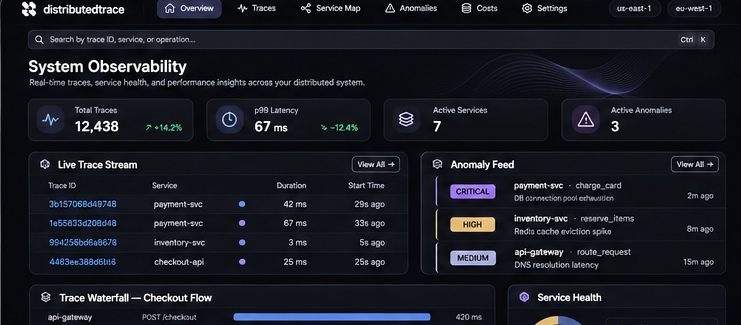 distributedtrace
Overview
Traces
Service Map
Anomalies
Costs
Settings
us-east-1
eu-west-1
Search by trace ID, service, or operation...
Ctrl K
System Observability
Real-time traces, service health, and performance insights across your distributed system.
Total Traces
12,438
+14.2%
p99 Latency
67 ms
−12.4%
Active Services
7
Active Anomalies
3
Live Trace Stream
View All →
Trace ID Service Duration Start Time
3b157068d49748 payment-svc 42 ms 29s ago
1e55833d208d48 payment-svc 67 ms 33s ago
994256bd6a8678 inventory-svc 3 ms 5s ago
4463ee388d6b16 checkout-api 25 ms 25s ago
Anomaly Feed
View All →
CRITICAL
payment-svc · charge_card
DB connection pool exhaustion
2m ago
HIGH
inventory-svc · reserve_items
Redis cache eviction spike
8m ago
MEDIUM
api-gateway · route_request
DNS resolution latency
15m ago
Trace Waterfall — Checkout Flow
api-gateway POST /checkout 420 ms
Service Health